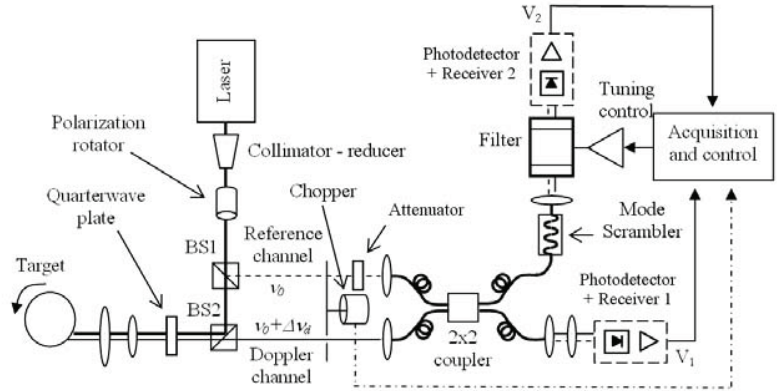 V2
Photodetector
+ Receiver 2
Laser
Tuning
control
Polarization
rotator
Filter
Acquisition
and control
Collimator - reducer
Quarterwave
plate
Chopper
Attenuator
Mode
Scrambler
BS1
Reference
channel
Target
ν0
Photodetector
+ Receiver 1
BS2
ν0+Δνd
Doppler
channel
2x2
coupler
V1